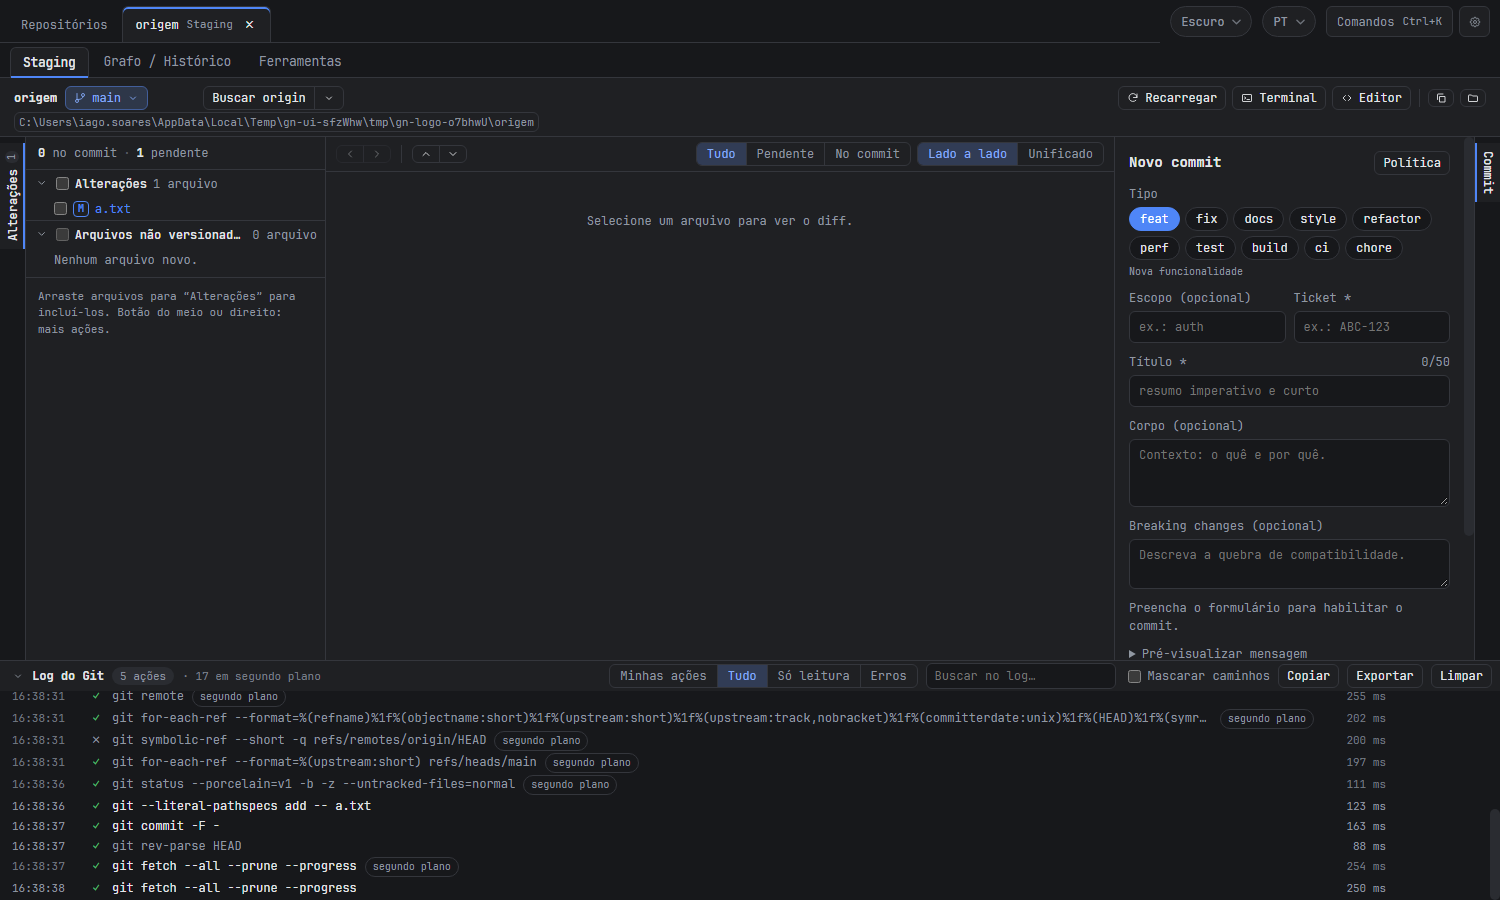 Repositórios
origem Staging ×
Escuro
PT
Comandos Ctrl+K
Staging
Grafo / Histórico
Ferramentas
origem
main
Buscar origin
Recarregar
Terminal
Editor
C:\Users\iago.soares\AppData\Local\Temp\gn-ui-sfzWhw\tmp\gn-logo-o7bhwU\origem
Alterações 1
0 no commit · 1 pendente
Alterações 1 arquivo
M a.txt
Arquivos não versionad… 0 arquivo
Nenhum arquivo novo.
Arraste arquivos para “Alterações” para
incluí-los. Botão do meio ou direito:
mais ações.
Tudo
Pendente
No commit
Lado a lado
Unificado
Selecione um arquivo para ver o diff.
Commit
Novo commit
Política
Tipo
feat fix docs style refactor
perf test build ci chore
Nova funcionalidade
Escopo (opcional) Ticket *
ex.: auth ex.: ABC-123
Título * 0/50
resumo imperativo e curto
Corpo (opcional)
Contexto: o quê e por quê.
Breaking changes (opcional)
Descreva a quebra de compatibilidade.
Preencha o formulário para habilitar o
commit.
Pré-visualizar mensagem
Log do Git 5 ações · 17 em segundo plano
Minhas ações
Tudo
Só leitura
Erros
Buscar no log…
Mascarar caminhos
Copiar
Exportar
Limpar
16:38:31 ✓ git remote segundo plano 255 ms
16:38:31 ✓ git for-each-ref --format=%(refname)%1f%(objectname:short)%1f%(upstream:short)%1f%(upstream:track,nobracket)%1f%(committerdate:unix)%1f%(HEAD)%1f%(symr… segundo plano 202 ms
16:38:31 × git symbolic-ref --short -q refs/remotes/origin/HEAD segundo plano 200 ms
16:38:31 ✓ git for-each-ref --format=%(upstream:short) refs/heads/main segundo plano 197 ms
16:38:36 ✓ git status --porcelain=v1 -b -z --untracked-files=normal segundo plano 111 ms
16:38:36 ✓ git --literal-pathspecs add -- a.txt 123 ms
16:38:37 ✓ git commit -F - 163 ms
16:38:37 ✓ git rev-parse HEAD 88 ms
16:38:37 ✓ git fetch --all --prune --progress segundo plano 254 ms
16:38:38 ✓ git fetch --all --prune --progress 250 ms